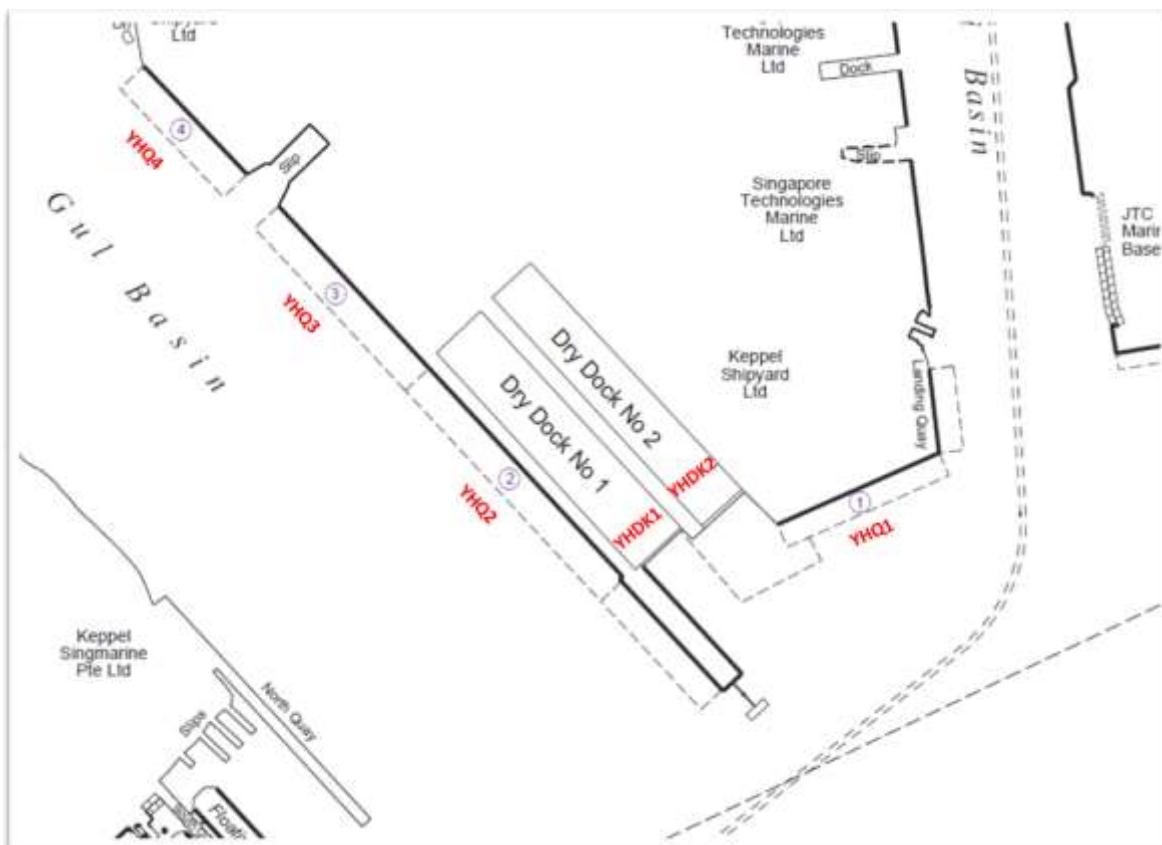 Shipyard
Ltd
Technologies
Marine
Ltd
Dock
Basin
4
YHQ4
Slip
Slip
Singapore
Technologies
Marine
Ltd
JTC
Gul Basin
3
YHQ3
Dry Dock No 2
YHDK2
Dry Dock No 1
YHDK1
Keppel
Shipyard
Ltd
Landing Quay
2
YHQ2
1
YHQ1
Keppel
Singmarine
Pte Ltd
North Quay
Slips